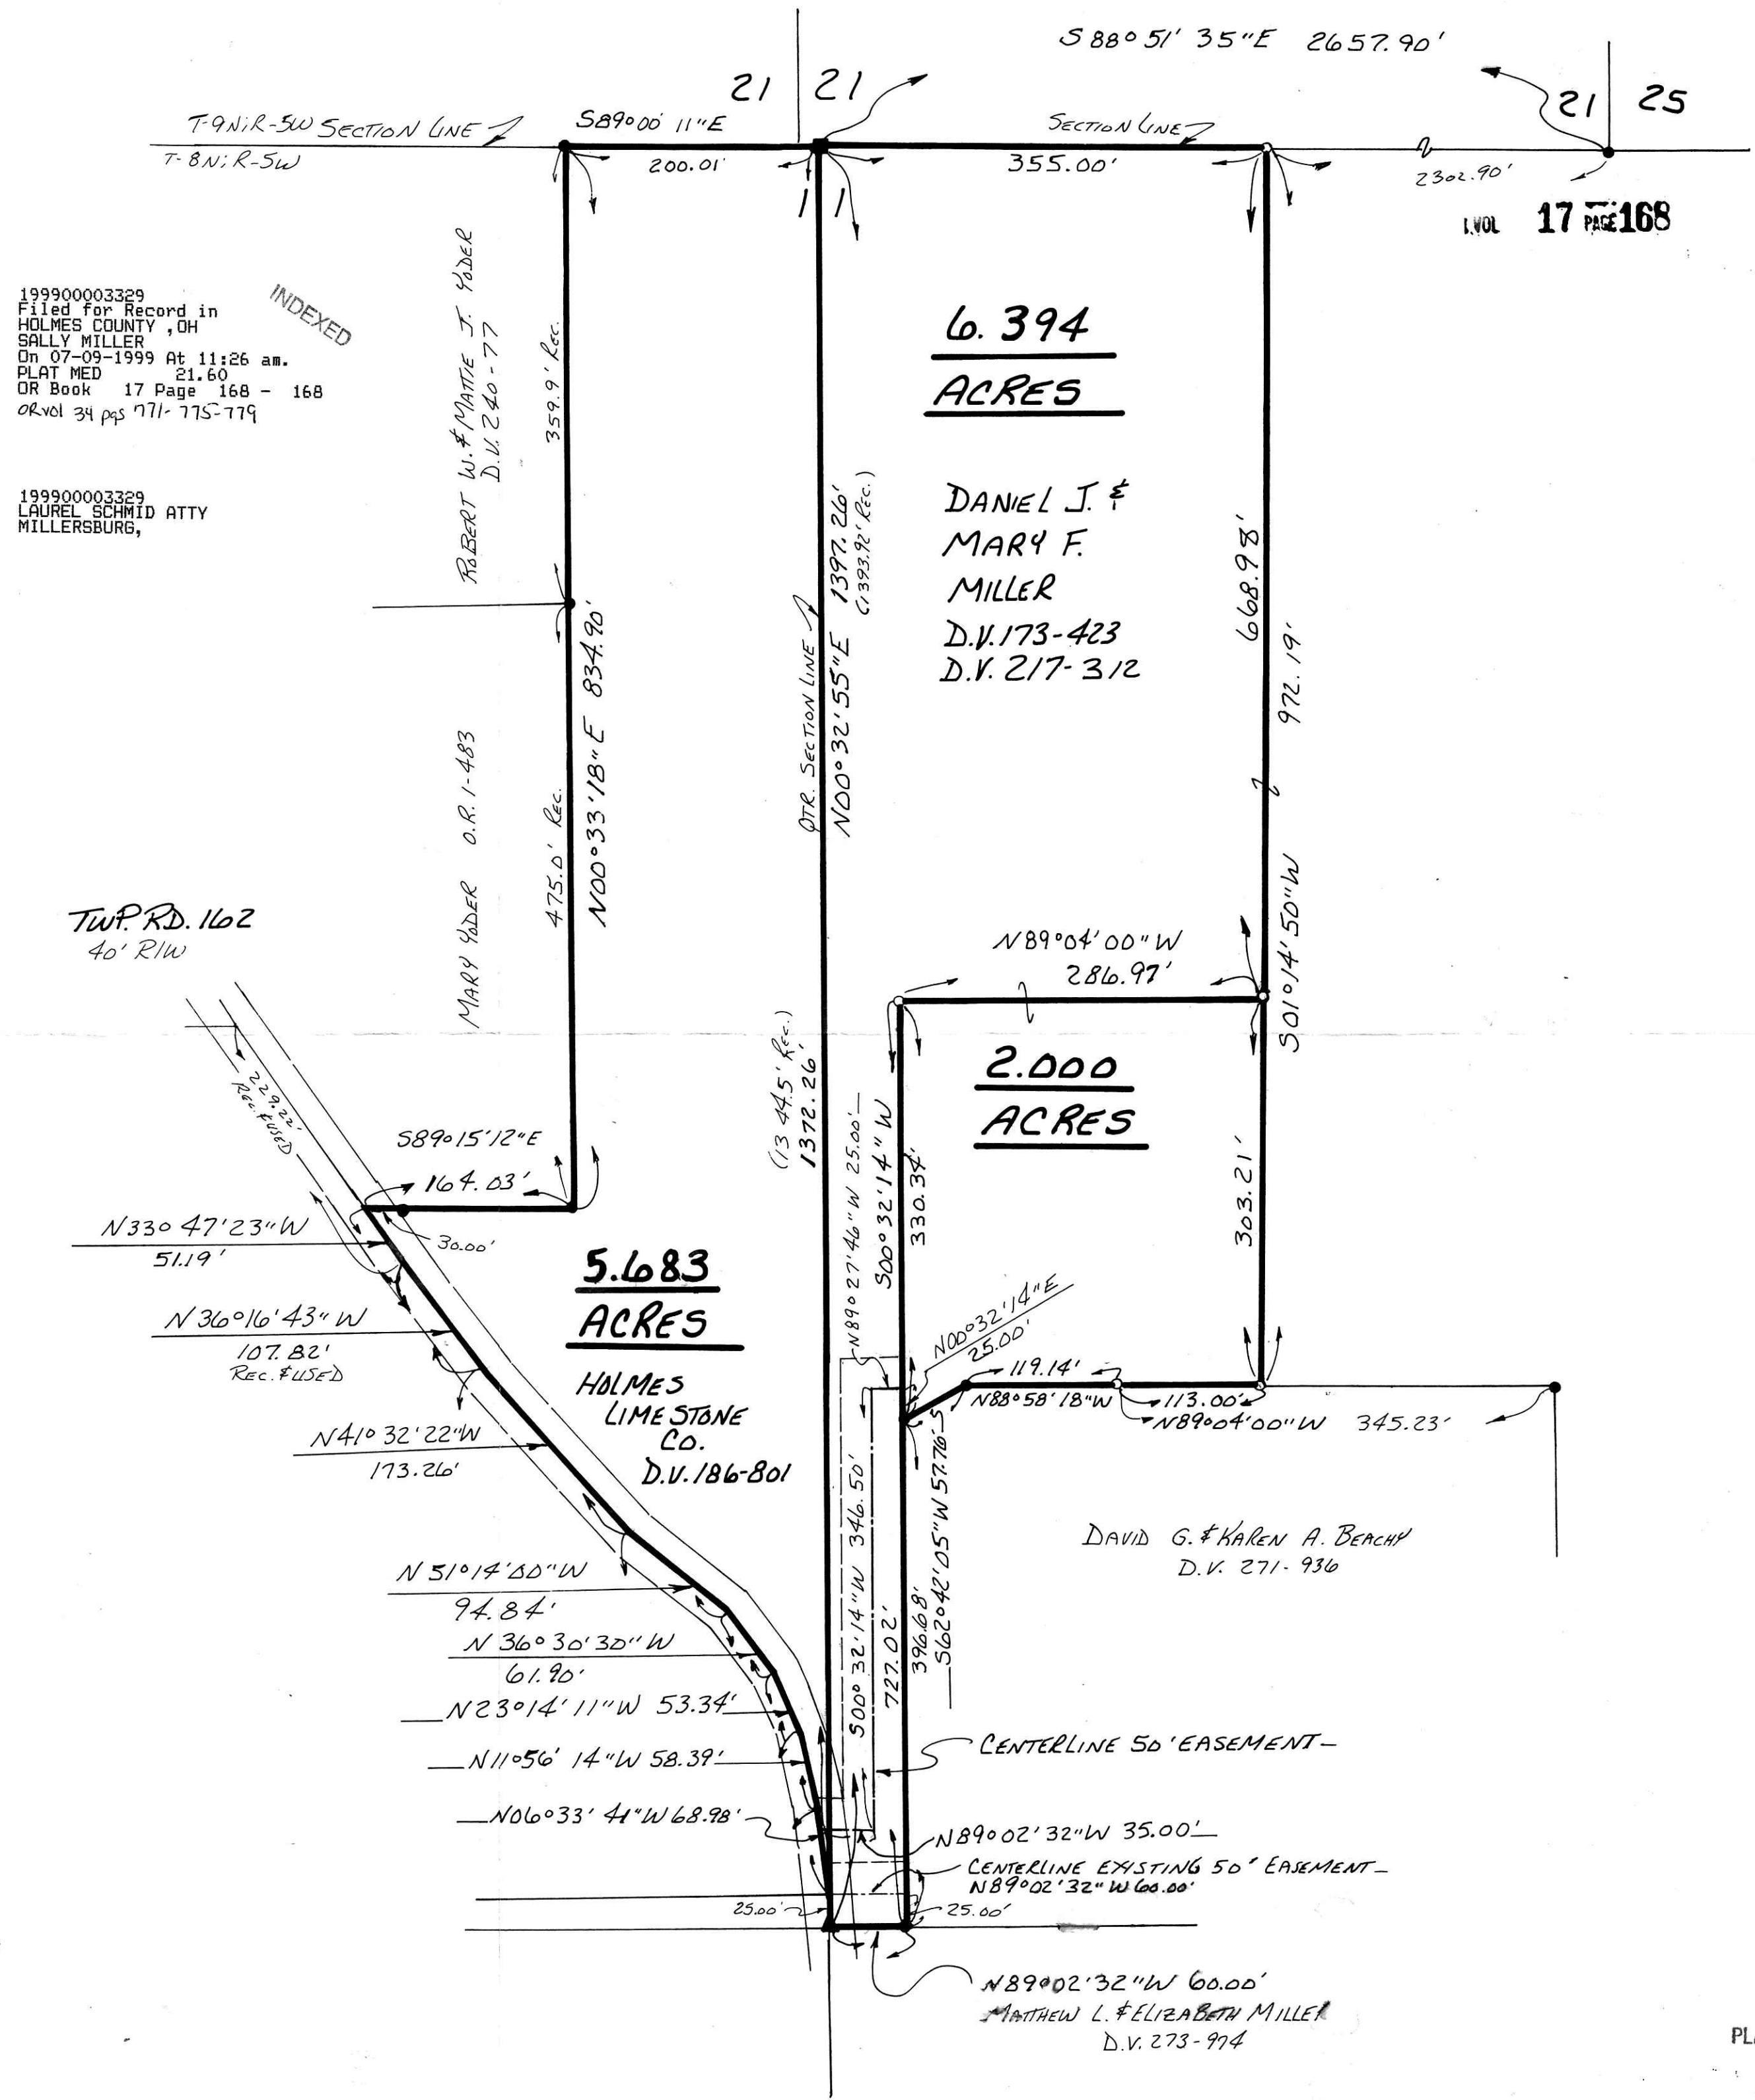 S 88° 51' 35"E 2657.90'
21 21
21 25
T-9N; R-5W SECTION LINE
T-8N; R-5W
S89°00' 11"E
200.01'
SECTION LINE
355.00'
2302.90'
1 1
VOL 17 PAGE 168
199900003329
Filed for Record in
HOLMES COUNTY , OH
SALLY MILLER
On 07-09-1999 At 11:26 am.
PLAT MED 21.60
OR Book 17 Page 168 - 168
OR vol 34 pgs 771-775-779
INDEXED
199900003329
LAUREL SCHMID ATTY
MILLERSBURG,
ROBERT W. & MATTIE J. YODER
D.V. 240-77
359.9' REC.
6.394
ACRES
DANIEL J. &
MARY F.
MILLER
D.V. 173-423
D.V. 217-312
QTR. SECTION LINE
N00°32'55"E 1397.26'
(1393.92' REC.)
668.98'
972.19'
S01°14'50"W
MARY YODER O.R. 1-483
475.0' REC.
N00°33'18"E 834.90'
TWP. RD. 162
40' R/W
229.22'
REC. & USED
N89°04'00"W
286.97'
2.000
ACRES
(1344.5' REC.)
1372.26'
N89°27'46"W 25.00'
S00°32'14"W
330.34'
303.21'
S89°15'12"E
164.03'
30.00'
N33°47'23"W
51.19'
N36°16'43"W
107.82'
REC. & USED
N41°32'22"W
173.26'
5.683
ACRES
HOLMES
LIMESTONE
CO.
D.V. 186-801
N00°32'14"E
25.00'
119.14'
N88°58'18"W
113.00'
N89°04'00"W 345.23'
S00°32'14"W 346.50'
727.02'
396.68'
S62°42'05"W 57.76'
DAVID G. & KAREN A. BEACHY
D.V. 271-936
N51°14'00"W
94.84'
N36°30'30"W
61.90'
N23°14'11"W 53.34'
N11°56'14"W 58.39'
N06°33'41"W 68.98'
CENTERLINE 50' EASEMENT
N89°02'32"W 35.00'
CENTERLINE EXISTING 50' EASEMENT
N89°02'32"W 60.00'
25.00'
25.00'
N89°02'32"W 60.00'
MATTHEW L. & ELIZABETH MILLER
D.V. 273-974
PL